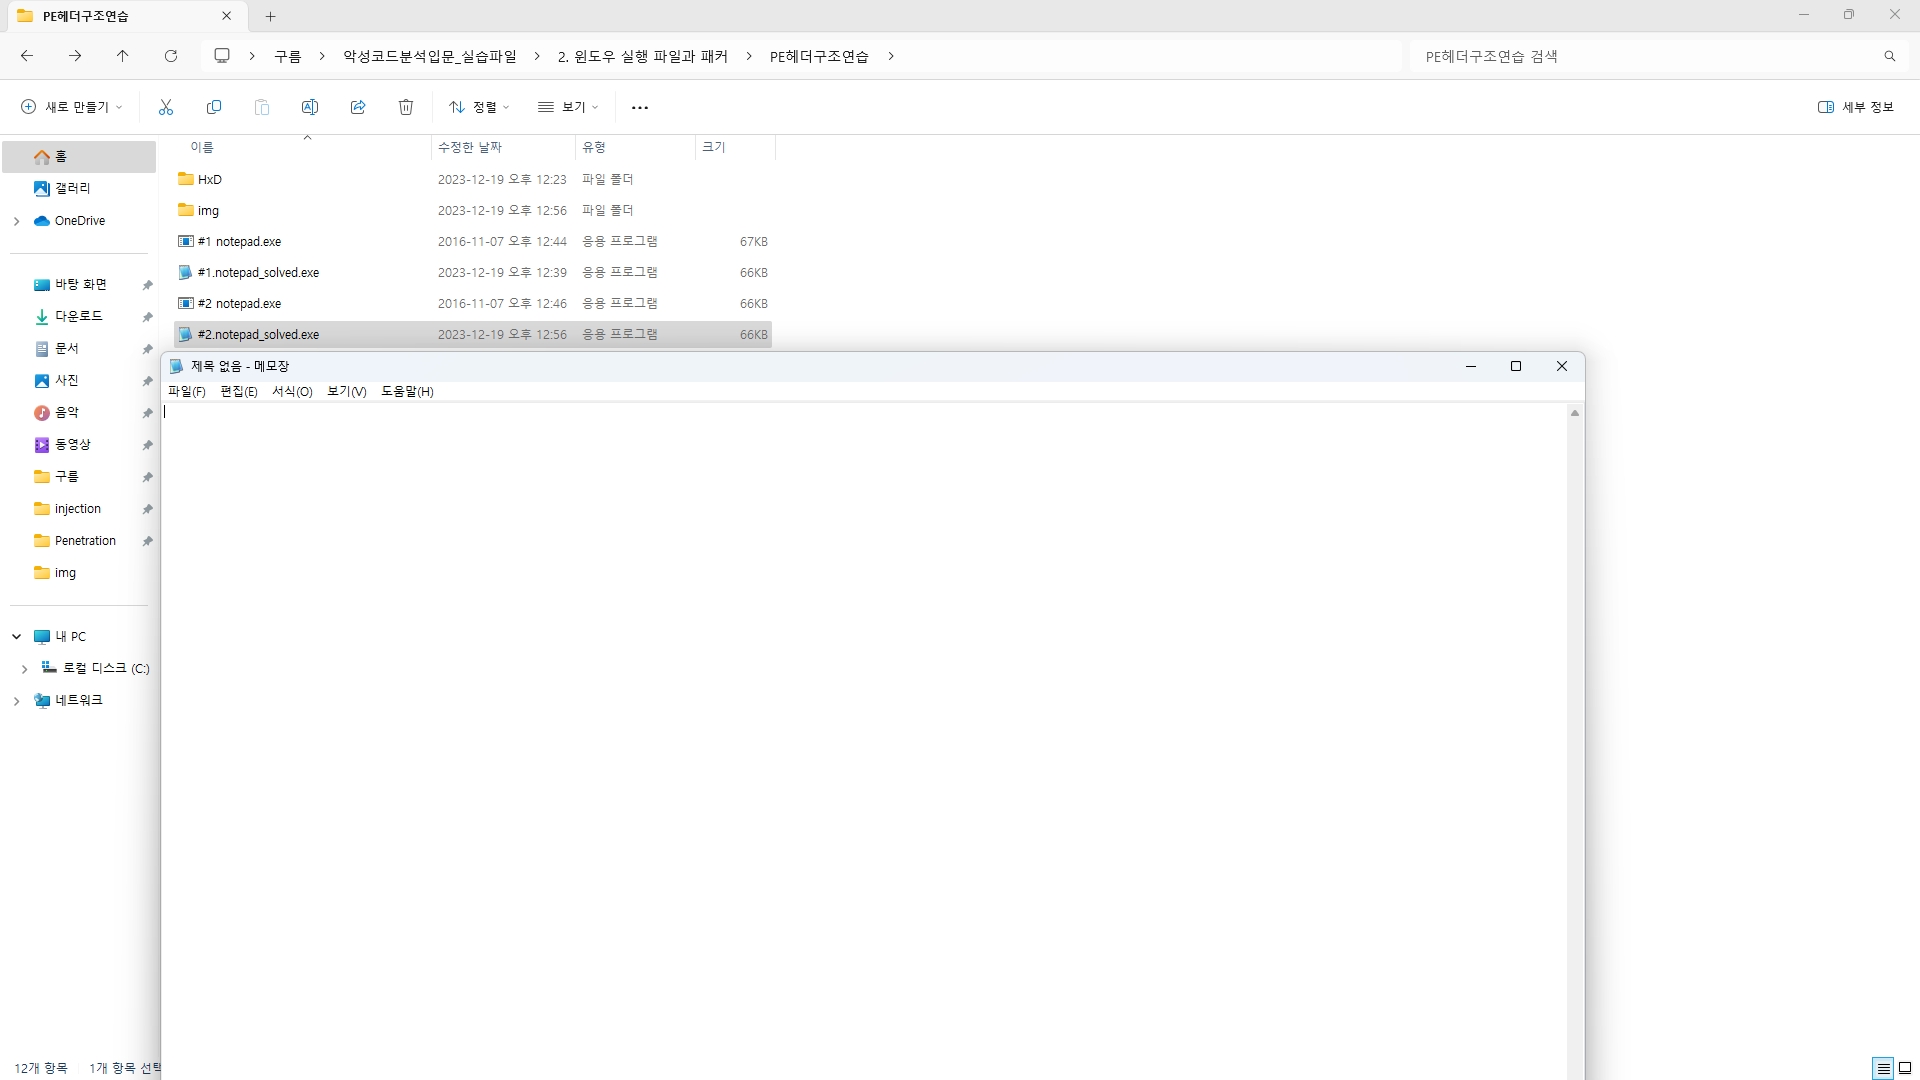 PE헤더구조연습
구름 > 악성코드분석입문_실습파일 > 2. 윈도우 실행 파일과 패커 > PE헤더구조연습 >
PE헤더구조연습 검색
새로 만들기
정렬
보기
세부 정보
이름 수정한 날짜 유형 크기
HxD 2023-12-19 오후 12:23 파일 폴더
img 2023-12-19 오후 12:56 파일 폴더
#1 notepad.exe 2016-11-07 오후 12:44 응용 프로그램 67KB
#1.notepad_solved.exe 2023-12-19 오후 12:39 응용 프로그램 66KB
#2 notepad.exe 2016-11-07 오후 12:46 응용 프로그램 66KB
#2.notepad_solved.exe 2023-12-19 오후 12:56 응용 프로그램 66KB
홈
갤러리
OneDrive
바탕 화면
다운로드
문서
사진
음악
동영상
구름
injection
Penetration
img
내 PC
로컬 디스크 (C:)
네트워크
제목 없음 - 메모장
파일(F) 편집(E) 서식(O) 보기(V) 도움말(H)
12개 항목 1개 항목 선택